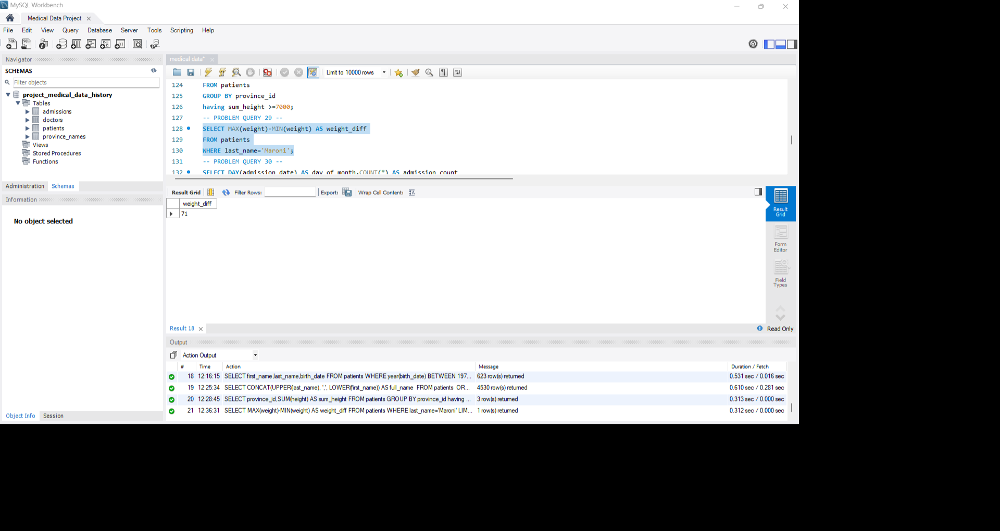 MySQL Workbench
Medical Data Project
File Edit View Query Database Server Tools Scripting Help
Navigator
SCHEMAS
Filter objects
project_medical_data_history
Tables
admissions
doctors
patients
province_names
Views
Stored Procedures
Functions
Administration Schemas
Information
No object selected
Object Info Session
medical data*
Limit to 10000 rows
124 FROM patients
125 GROUP BY province_id
126 having sum_height >=7000;
127 -- PROBLEM QUERY 29 --
128 SELECT MAX(weight)-MIN(weight) AS weight_diff
129 FROM patients
130 WHERE last_name='Maroni';
131 -- PROBLEM QUERY 30 --
132 SELECT DAY(admission_date) AS day_of_month,COUNT(*) AS admission_count
Result Grid Filter Rows: Export: Wrap Cell Content:
weight_diff
71
Result Grid
Form Editor
Field Types
Result 18
Read Only
Output
Action Output
# Time Action Message Duration / Fetch
18 12:16:15 SELECT first_name,last_name,birth_date FROM patients WHERE year(birth_date) BETWEEN 197... 623 row(s) returned 0.531 sec / 0.016 sec
19 12:25:34 SELECT CONCAT(UPPER(last_name), ',', LOWER(first_name)) AS full_name FROM patients OR... 4530 row(s) returned 0.610 sec / 0.281 sec
20 12:28:45 SELECT province_id,SUM(height) AS sum_height FROM patients GROUP BY province_id having ... 3 row(s) returned 0.313 sec / 0.000 sec
21 12:36:31 SELECT MAX(weight)-MIN(weight) AS weight_diff FROM patients WHERE last_name='Maroni' LIM... 1 row(s) returned 0.312 sec / 0.000 sec